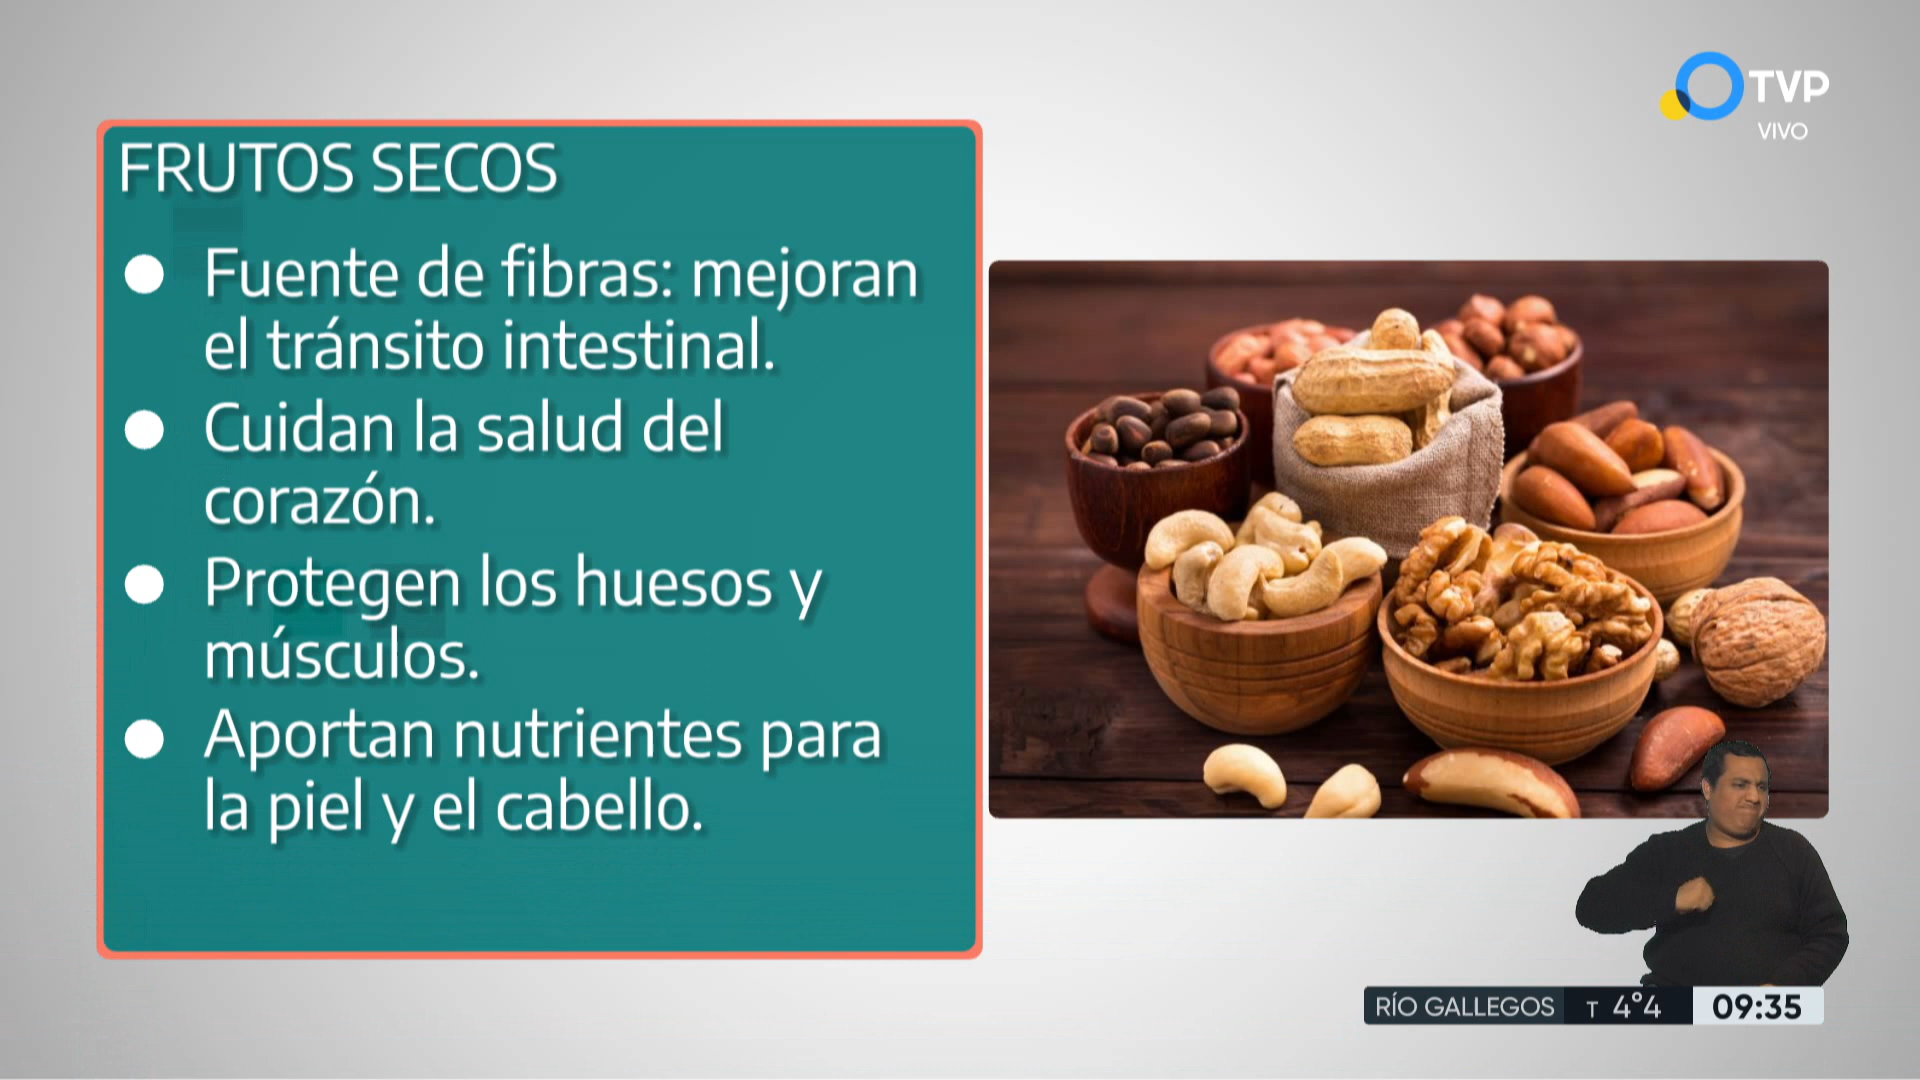 FRUTOS SECOS
● Fuente de fibras: mejoran
el tránsito intestinal.
● Cuidan la salud del
corazón.
● Protegen los huesos y
músculos.
● Aportan nutrientes para
la piel y el cabello.
TVP
VIVO
RÍO GALLEGOS T 4°4 09:35